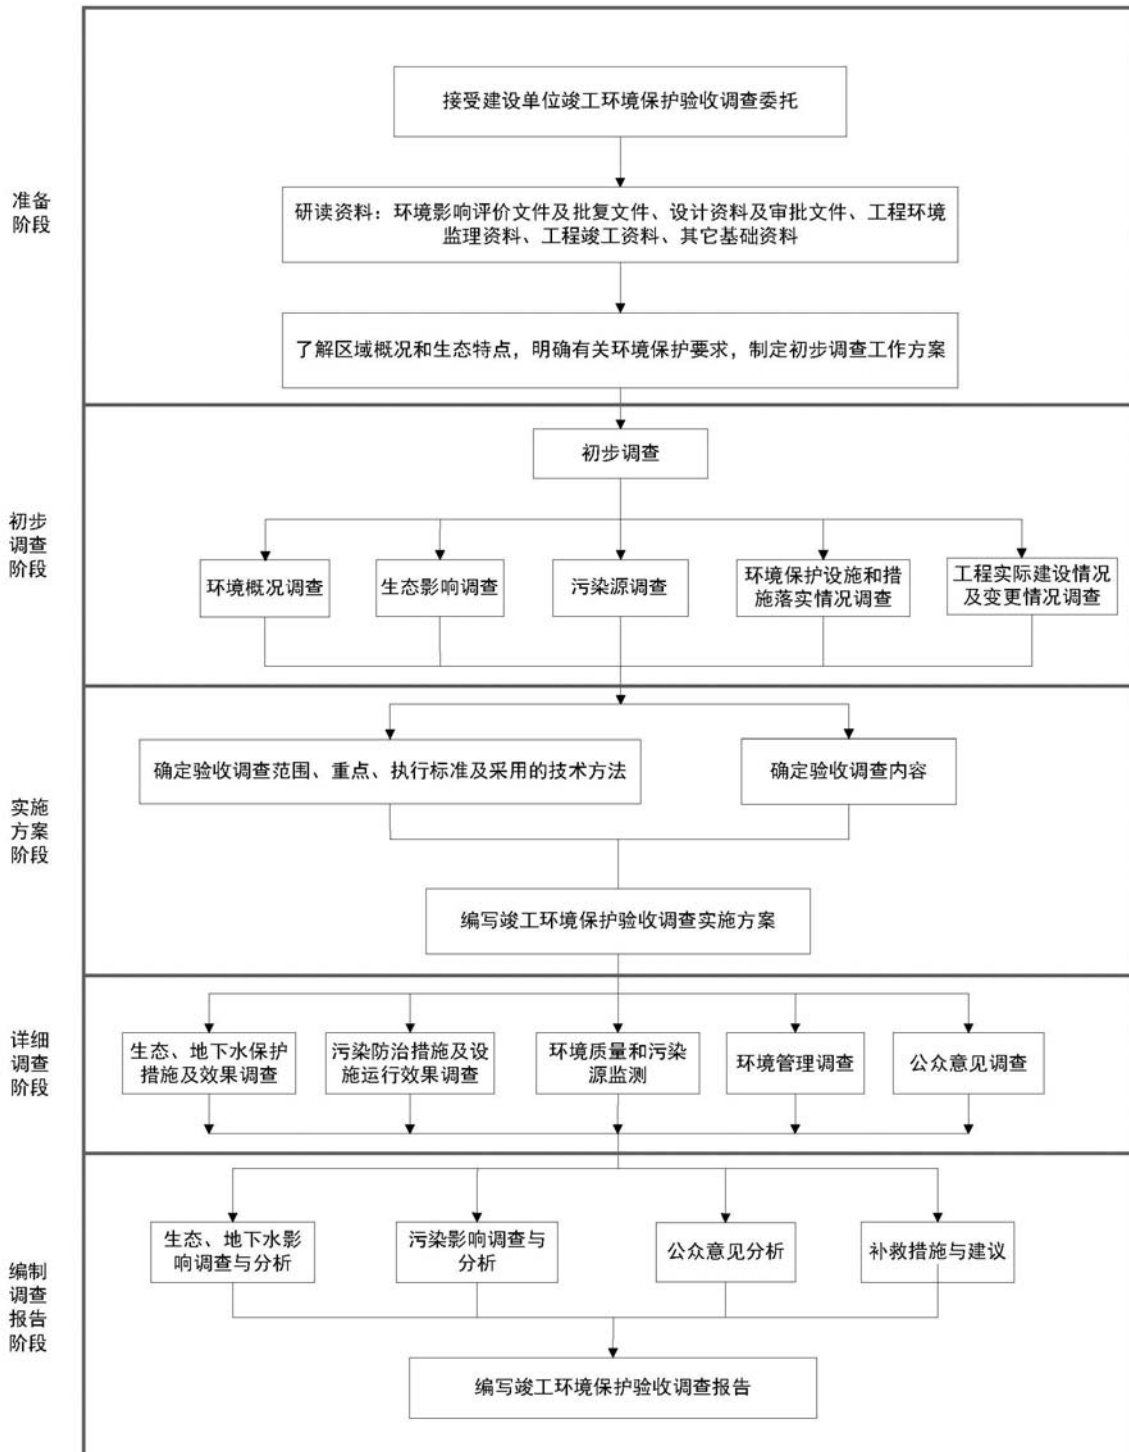 准备
阶段
接受建设单位竣工环境保护验收调查委托
研读资料：环境影响评价文件及批复文件、设计资料及审批文件、工程环境
监理资料、工程竣工资料、其它基础资料
了解区域概况和生态特点，明确有关环境保护要求，制定初步调查工作方案
初步
调查
阶段
初步调查
环境概况调查
生态影响调查
污染源调查
环境保护设施和措
施落实情况调查
工程实际建设情况
及变更情况调查
实施
方案
阶段
确定验收调查范围、重点、执行标准及采用的技术方法
确定验收调查内容
编写竣工环境保护验收调查实施方案
详细
调查
阶段
生态、地下水保护
措施及效果调查
污染防治措施及设
施运行效果调查
环境质量和污染
源监测
环境管理调查
公众意见调查
编制
调查
报告
阶段
生态、地下水影
响调查与分析
污染影响调查与
分析
公众意见分析
补救措施与建议
编写竣工环境保护验收调查报告